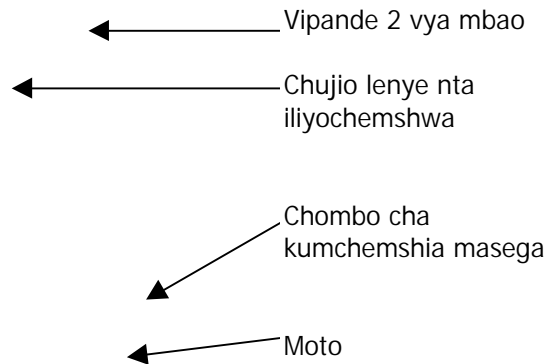 Vipande 2 vya mbao
Chujio lenye nta
iliyochemshwa
Chombo cha
kumchemshia masega
Moto